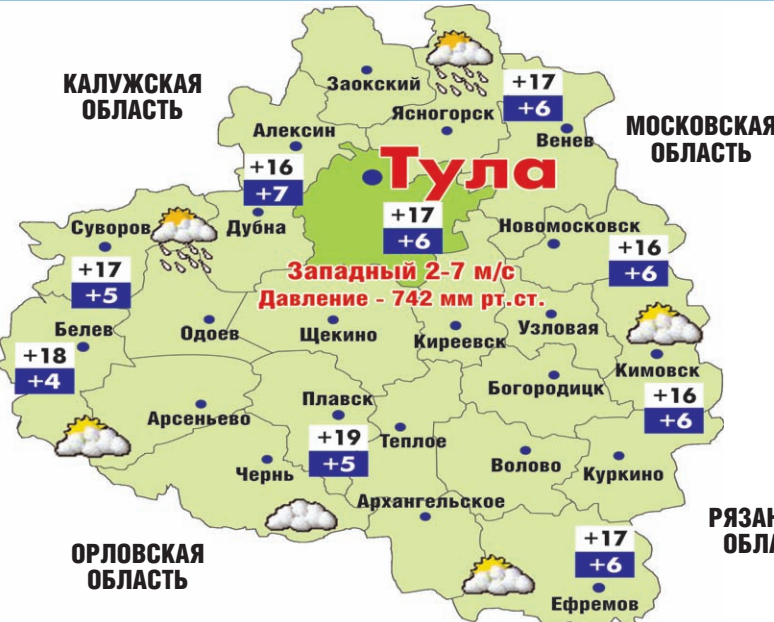 КАЛУЖСКАЯ
ОБЛАСТЬ
Заокский
Ясногорск
+17
+6
Венев
МОСКОВСКАЯ
ОБЛАСТЬ
Алексин
+16
+7
Дубна
Тула
+17
+6
Западный 2-7 м/с
Давление - 742 мм рт.ст.
Новомосковск
+16
+6
Суворов
+17
+5
Белев
+18
+4
Одоев
Щекино
Киреевск
Узловая
Кимовск
+16
+6
Богородицк
Арсеньево
Плавск
+19
+5
Теплое
Чернь
Волово
Куркино
Архангельское
+17
+6
Ефремов
ОРЛОВСКАЯ
ОБЛАСТЬ
РЯЗАН
ОБЛА